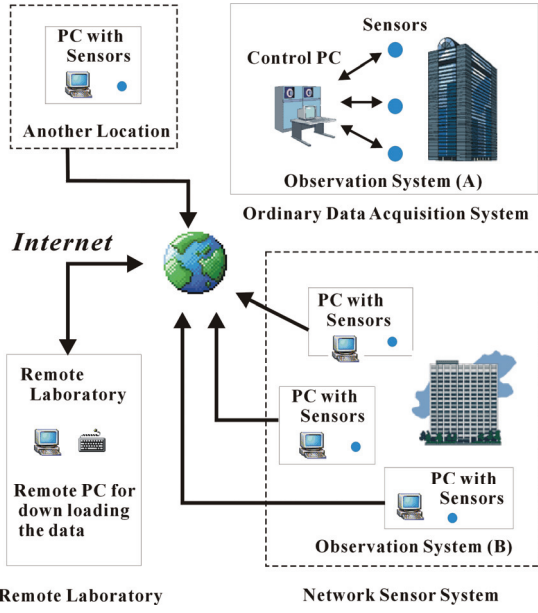 PC with
Sensors
Another Location
Sensors
Control PC
Observation System (A)
Ordinary Data Acquisition System
Internet
PC with
Sensors
PC with
Sensors
PC with
Sensors
Observation System (B)
Network Sensor System
Remote
Laboratory
Remote PC for
down loading
the data
Remote Laboratory